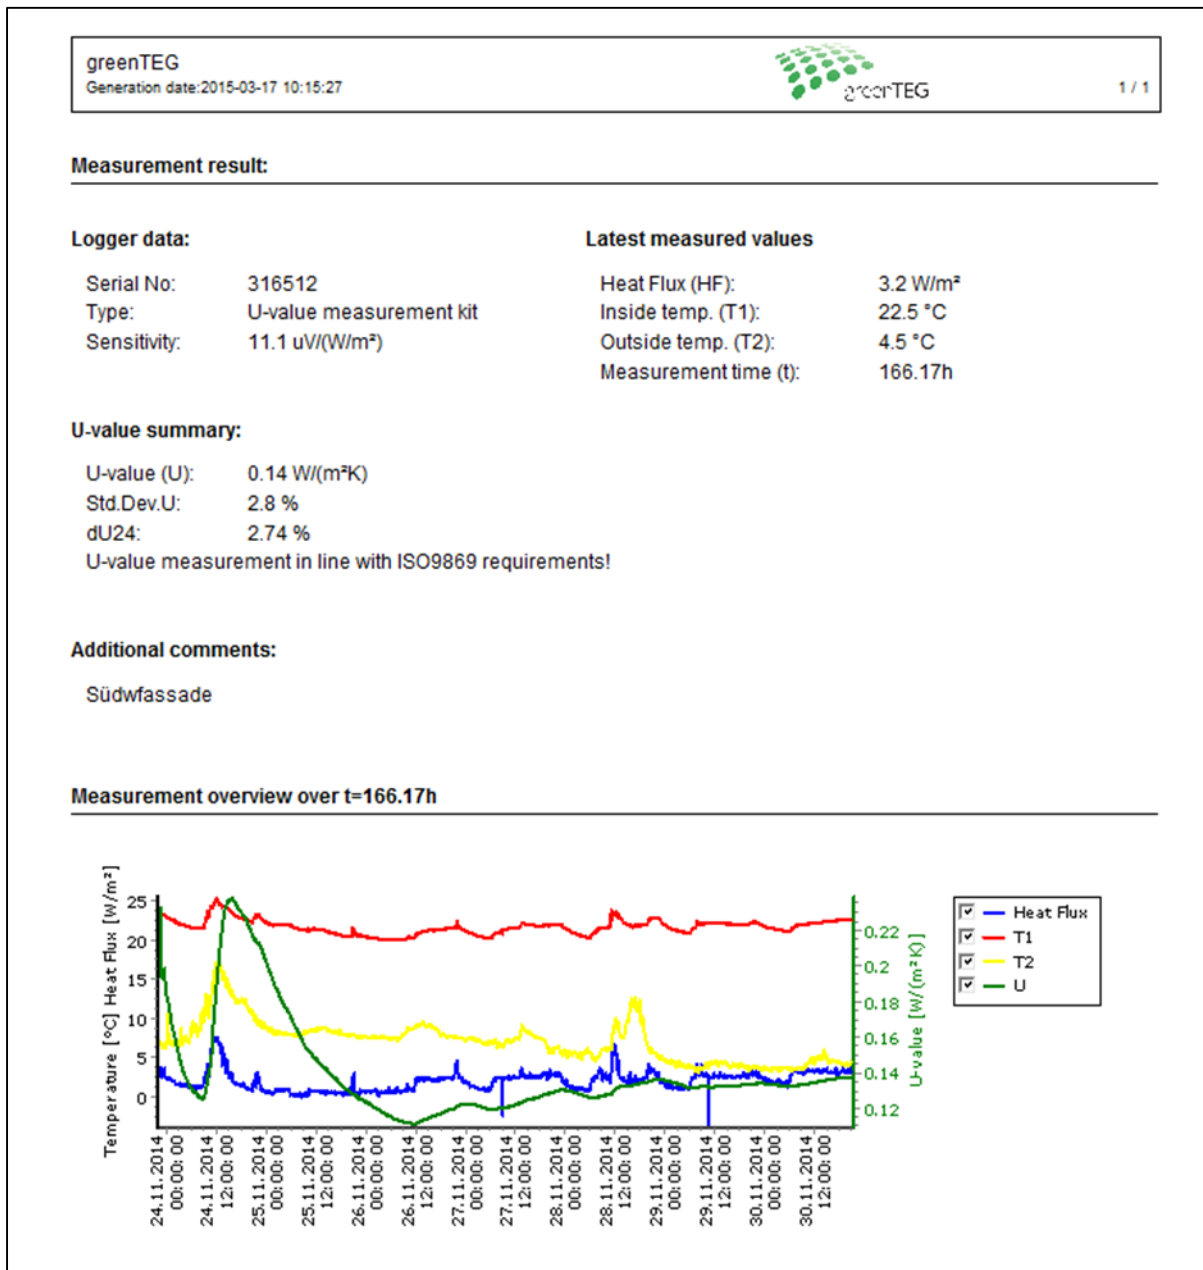 greenTEG
Generation date:2015-03-17 10:15:27
greenTEG
1 / 1
Measurement result:
Logger data:
Serial No: 316512
Type: U-value measurement kit
Sensitivity: 11.1 uV/(W/m²)
Latest measured values
Heat Flux (HF): 3.2 W/m²
Inside temp. (T1): 22.5 °C
Outside temp. (T2): 4.5 °C
Measurement time (t): 166.17h
U-value summary:
U-value (U): 0.14 W/(m²K)
Std.Dev.U: 2.8 %
dU24: 2.74 %
U-value measurement in line with ISO9869 requirements!
Additional comments:
Südwfassade
Measurement overview over t=166.17h
Temperature [°C] Heat Flux [W/m²]
25
20
15
10
5
0
0.22
0.2
0.18
0.16
0.14
0.12
U-value [W/(m²K)]
24.11.2014 00:00:00
24.11.2014 12:00:00
25.11.2014 00:00:00
25.11.2014 12:00:00
26.11.2014 00:00:00
26.11.2014 12:00:00
27.11.2014 00:00:00
27.11.2014 12:00:00
28.11.2014 00:00:00
28.11.2014 12:00:00
29.11.2014 00:00:00
29.11.2014 12:00:00
30.11.2014 00:00:00
30.11.2014 12:00:00
Heat Flux
T1
T2
U